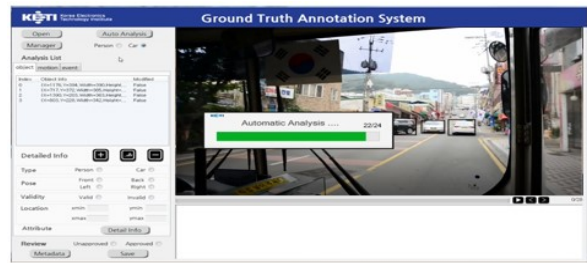 KETI Korea Electronics Technology Institute
Ground Truth Annotation System
Open Auto Analysis
Manager Person Car
Analysis List
object motion event
Index Object Info Modified
0 False
1 False
2 False
3 False
KETI
Automatic Analysis .... 22/24
Detailed Info
Type Person Car
Pose Front Back
Left Right
Validity Valid Invalid
Location xmin ymin
xmax ymax
Attribute Detail Info
Review Unapproved Approved
Metadata Save